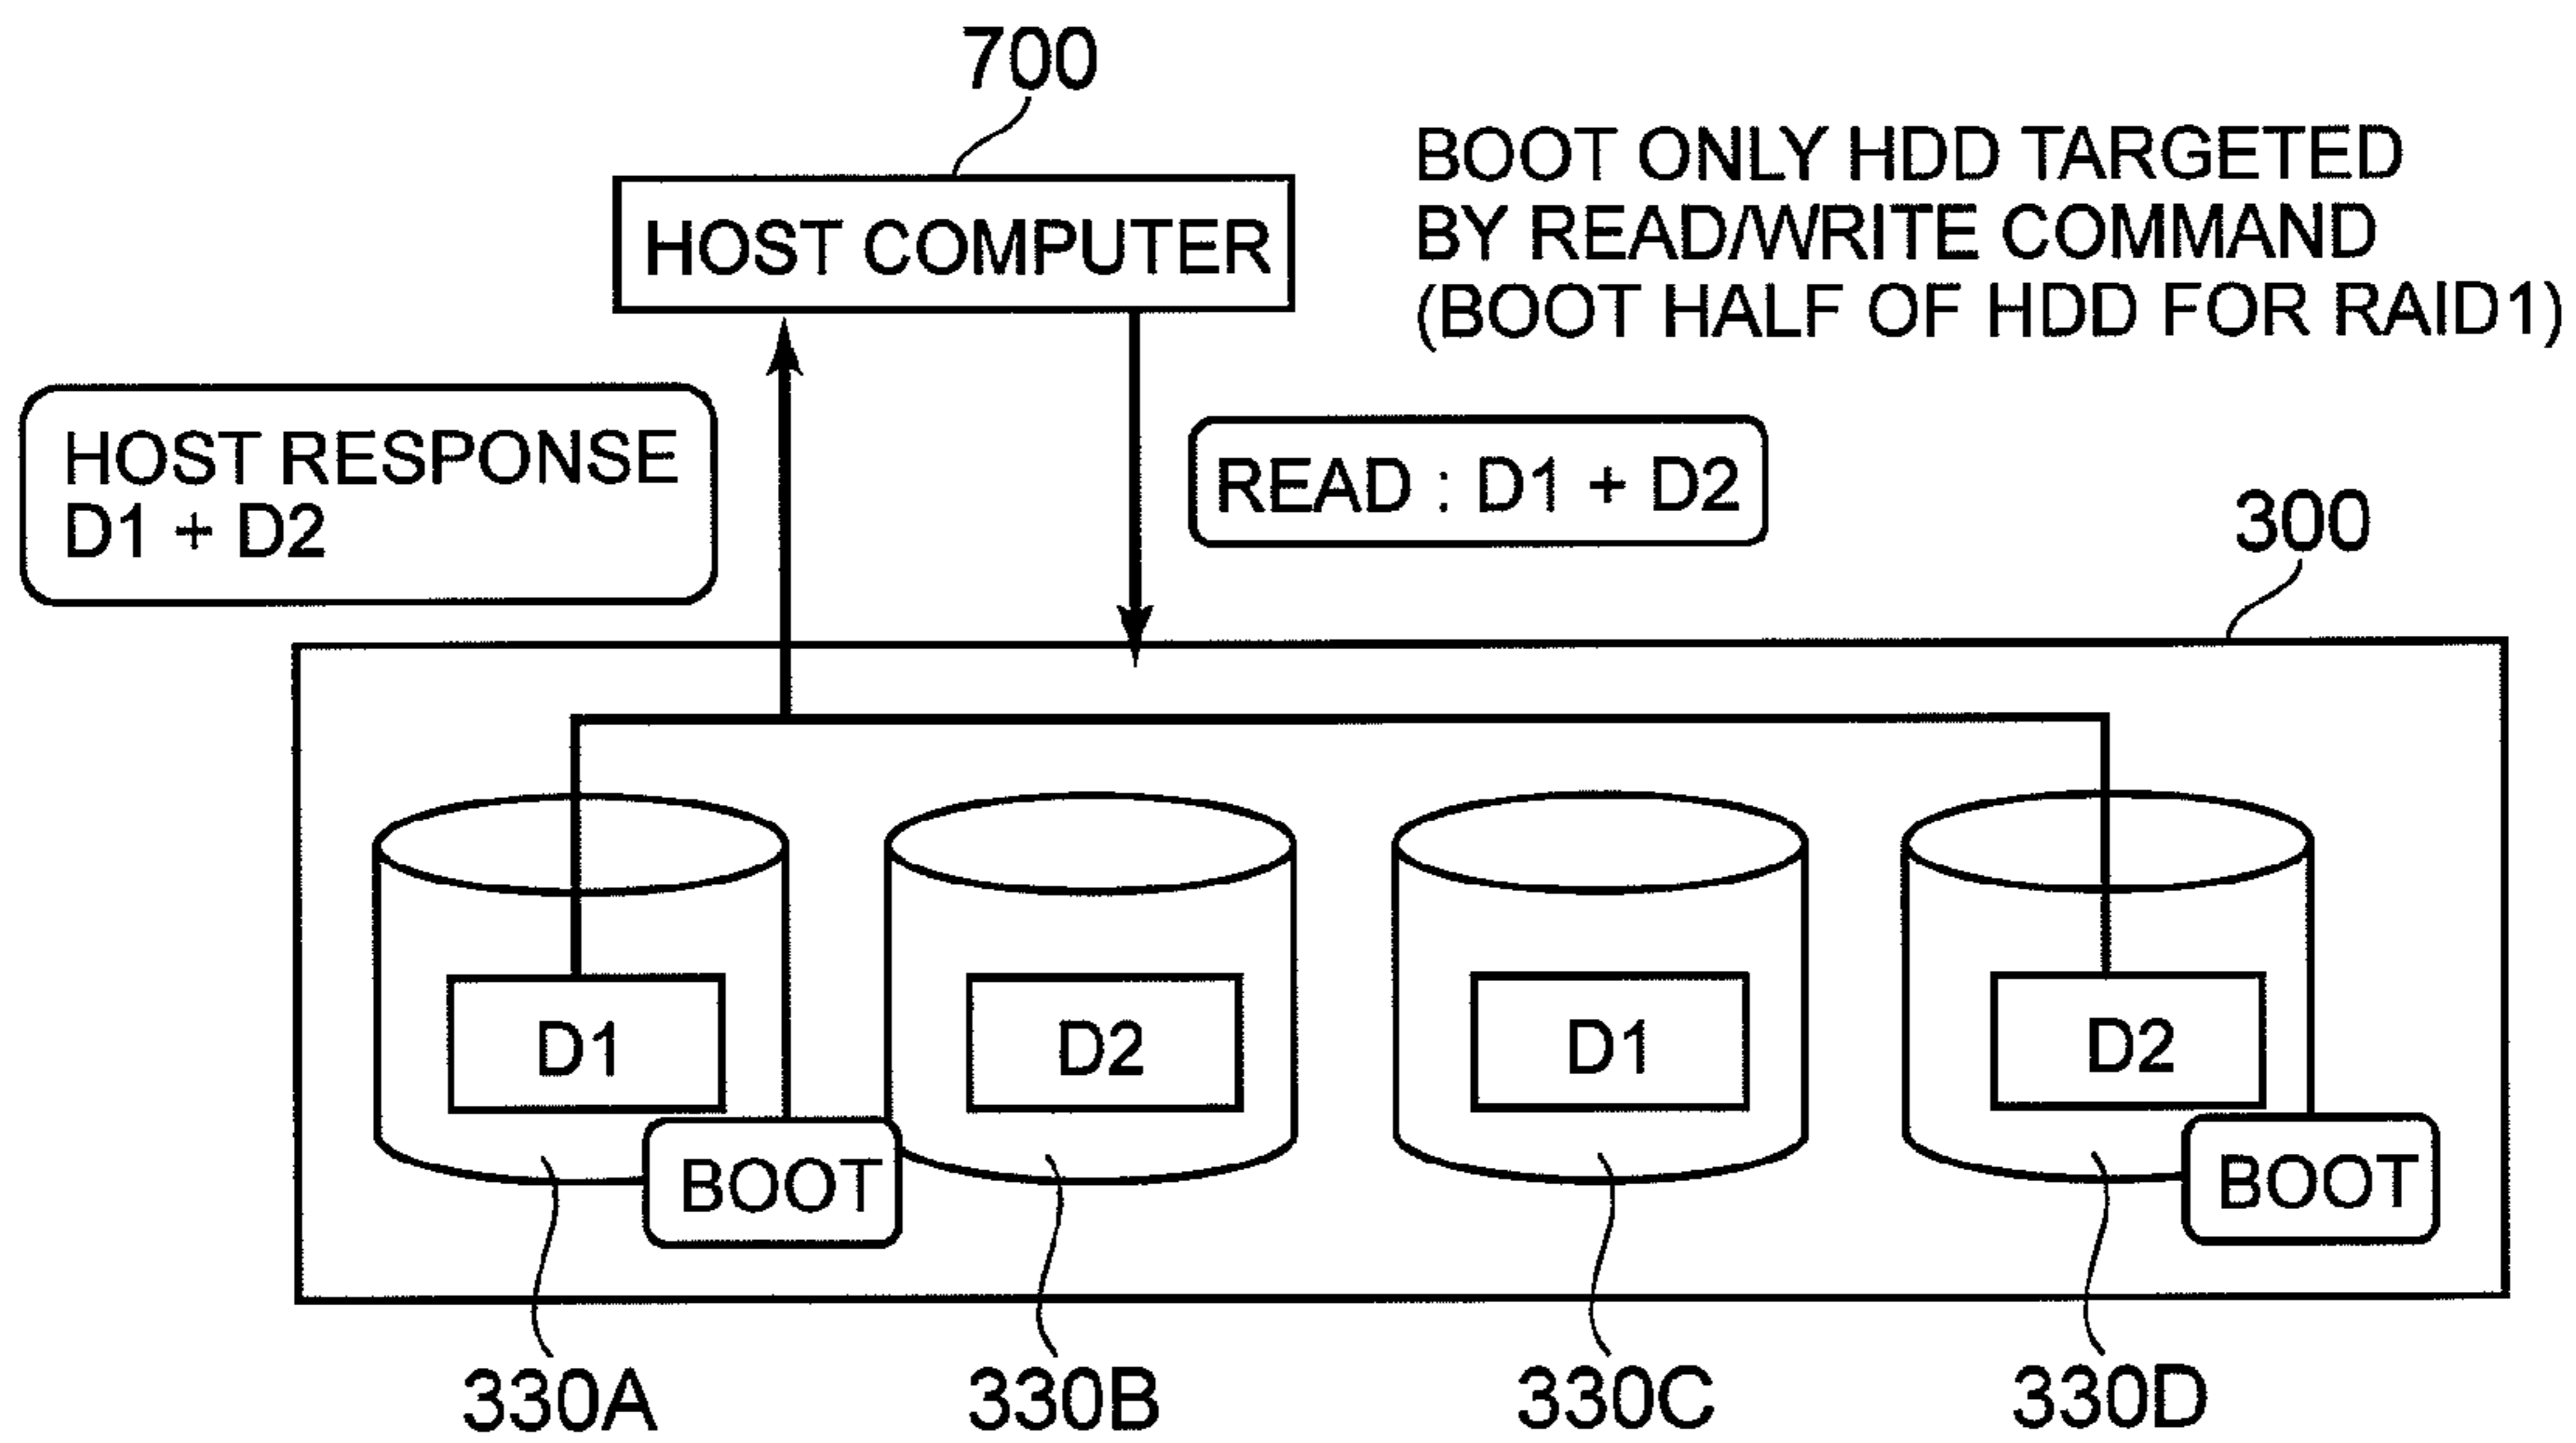 700
HOST COMPUTER
BOOT ONLY HDD TARGETED
BY READ/WRITE COMMAND
(BOOT HALF OF HDD FOR RAID1)
HOST RESPONSE
D1 + D2
READ : D1 + D2
300
D1
D2
D1
D2
BOOT
BOOT
330A
330B
330C
330D